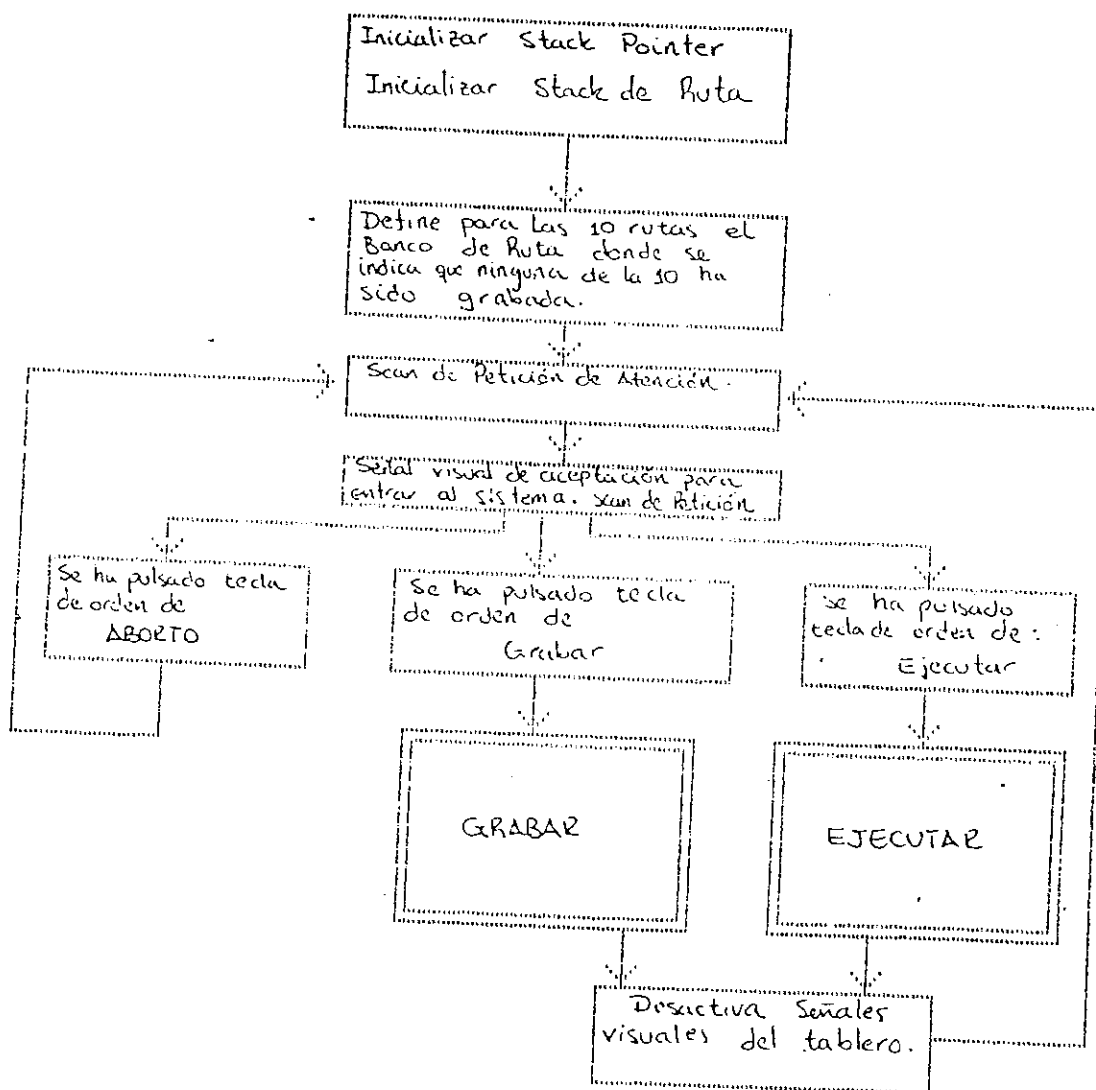 Inicializar Stack Pointer
Inicializar Stack de Ruta
Define para las 10 rutas el
Banco de Ruta donde se
indica que ninguna de la 10 ha
sido grabada.
Scan de Petición de Atención.
Señal visual de aceptación para
entrar al sistema. Scan de Petición
Se ha pulsado tecla
de orden de
ABORTO
Se ha pulsado tecla
de orden de
Grabar
Se ha pulsado
tecla de orden de:
Ejecutar
GRABAR
EJECUTAR
Desactiva Señales
visuales del tablero.